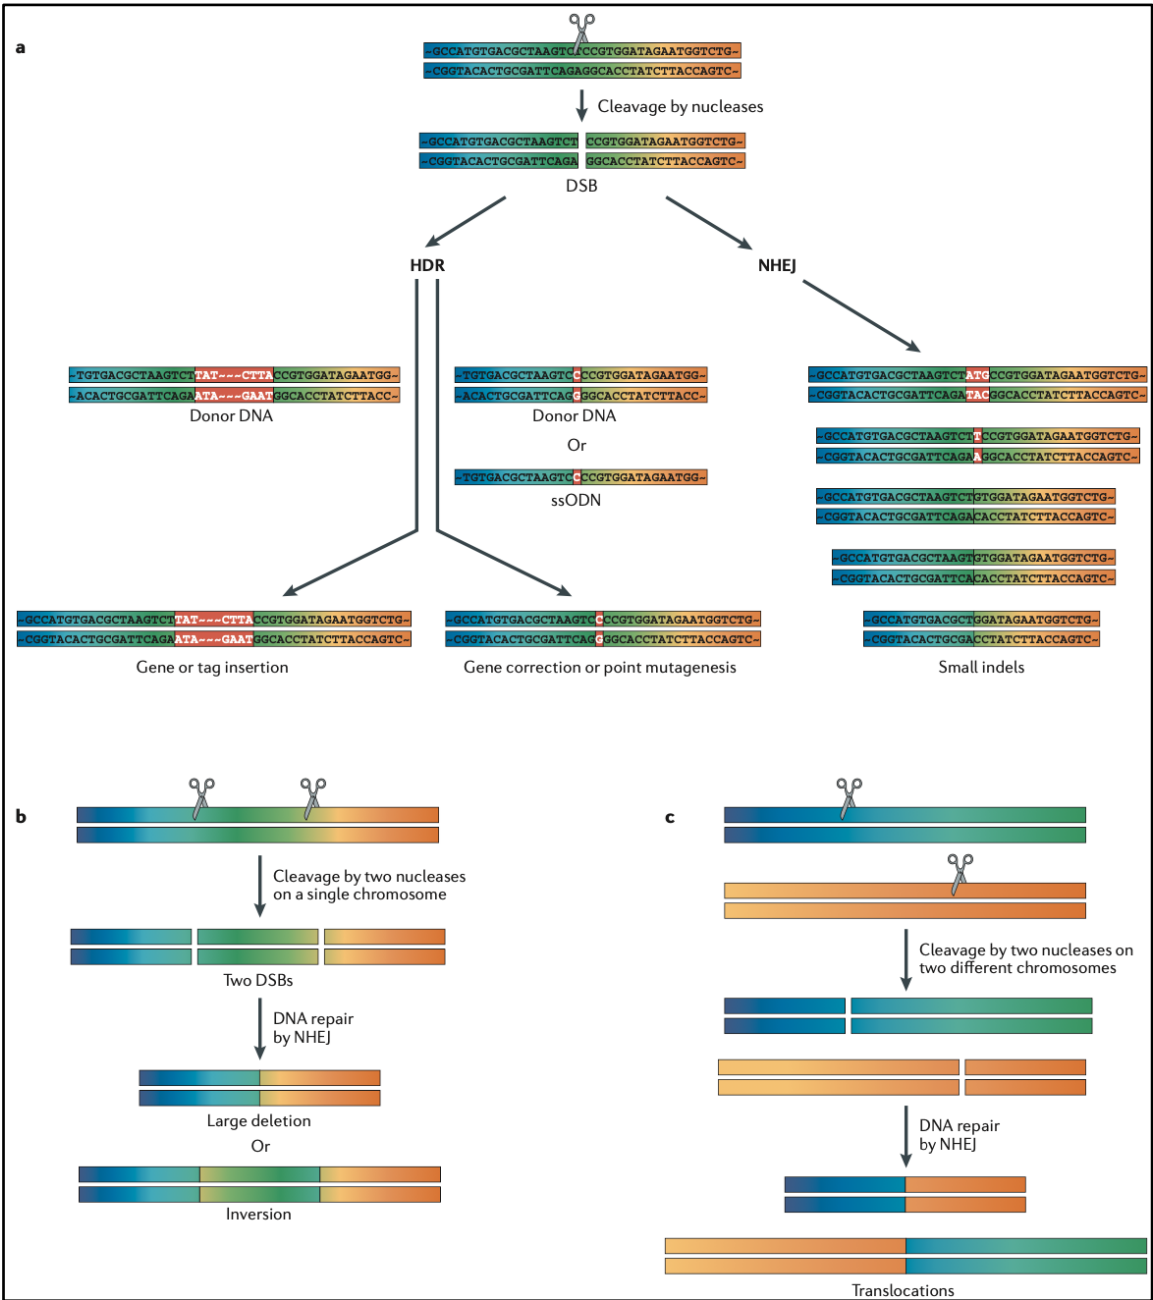 a
~GCCATGTGACGCTAAGTCTCCGTGGATAGAATGGTCTG~
~CGGTACACTGCGATTCAGAGGCACCTATCTTACCAGTC~
Cleavage by nucleases
~GCCATGTGACGCTAAGTCT CCGTGGATAGAATGGTCTG~
~CGGTACACTGCGATTCAGA GGCACCTATCTTACCAGTC~
DSB
HDR
NHEJ
~TGTGACGCTAAGTCTTAT~~~CTTACCGTGGATAGAATGG~
~ACACTGCGATTCAGAATA~~~GAATGGCACCTATCTTACC~
Donor DNA
~TGTGACGCTAAGTCCCCGTGGATAGAATGG~
~ACACTGCGATTCAGGGGCACCTATCTTACC~
Donor DNA
Or
~TGTGACGCTAAGTCCCCGTGGATAGAATGG~
ssODN
~GCCATGTGACGCTAAGTCTATGCCGTGGATAGAATGGTCTG~
~CGGTACACTGCGATTCAGATACGGCACCTATCTTACCAGTC~
~GCCATGTGACGCTAAGTCTTCCGTGGATAGAATGGTCTG~
~CGGTACACTGCGATTCAGAAGGCACCTATCTTACCAGTC~
~GCCATGTGACGCTAAGTCTGTGGATAGAATGGTCTG~
~CGGTACACTGCGATTCAGACACCTATCTTACCAGTC~
~GCCATGTGACGCTAAGTGTGGATAGAATGGTCTG~
~CGGTACACTGCGATTCACACCTATCTTACCAGTC~
~GCCATGTGACGCTGGATAGAATGGTCTG~
~CGGTACACTGCGACCTATCTTACCAGTC~
Small indels
~GCCATGTGACGCTAAGTCTTAT~~~CTTACCGTGGATAGAATGGTCTG~
~CGGTACACTGCGATTCAGAATA~~~GAATGGCACCTATCTTACCAGTC~
Gene or tag insertion
~GCCATGTGACGCTAAGTCCCCGTGGATAGAATGGTCTG~
~CGGTACACTGCGATTCAGGGGCACCTATCTTACCAGTC~
Gene correction or point mutagenesis
b
Cleavage by two nucleases
on a single chromosome
Two DSBs
DNA repair
by NHEJ
Large deletion
Or
Inversion
c
Cleavage by two nucleases on
two different chromosomes
DNA repair
by NHEJ
Translocations